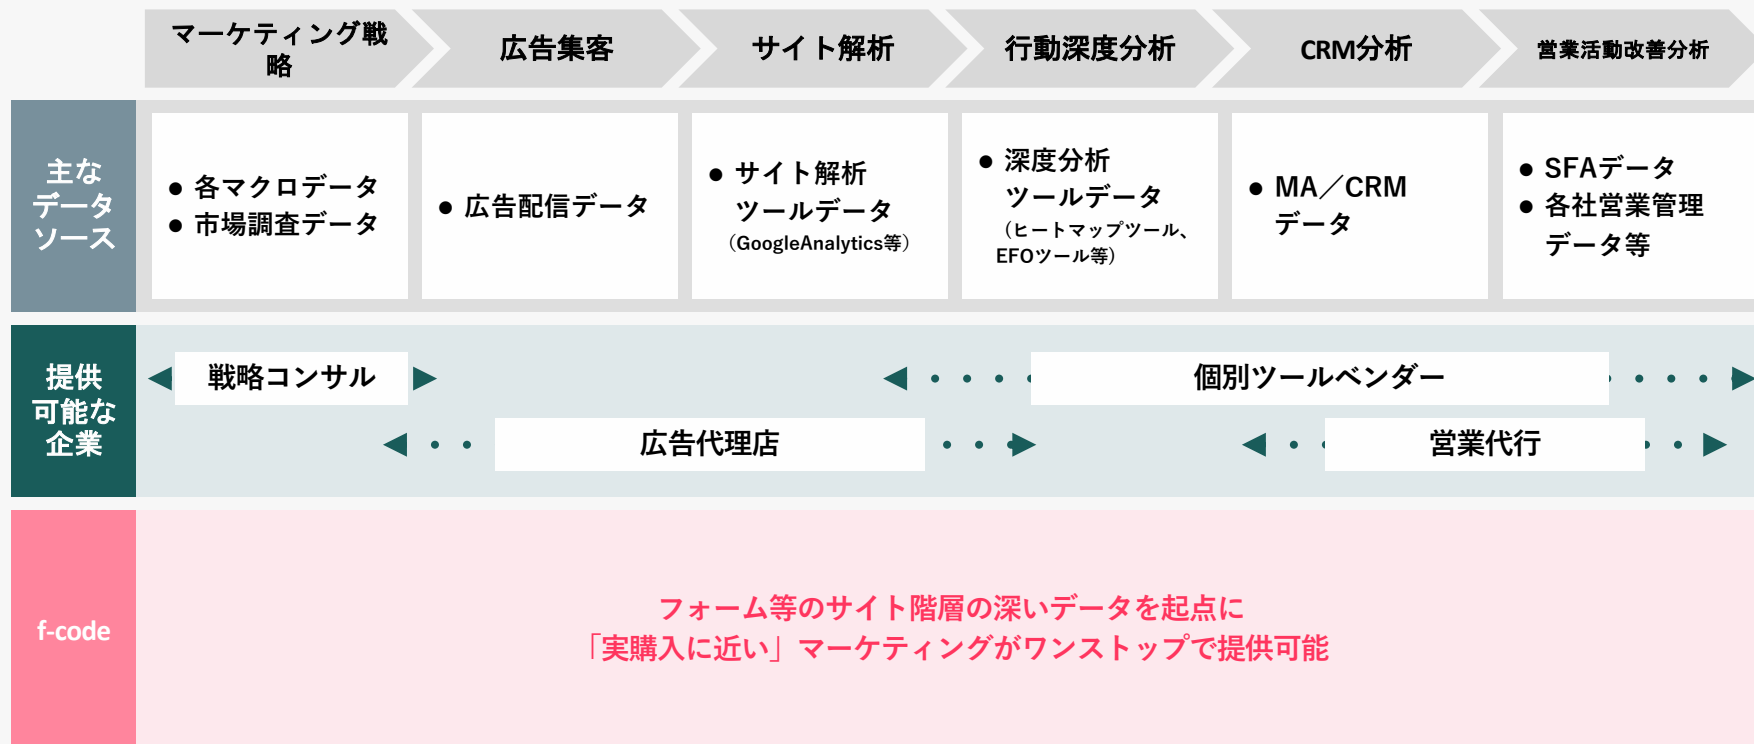 マーケティング戦
略
広告集客
サイト解析
行動深度分析
CRM分析
営業活動改善分析
主な
データ
ソース
● 各マクロデータ
● 市場調査データ
● 広告配信データ
● サイト解析
ツールデータ
（GoogleAnalytics等）
● 深度分析
ツールデータ
（ヒートマップツール、
EFOツール等）
● MA／CRM
データ
● SFAデータ
● 各社営業管理
データ等
提供
可能な
企業
戦略コンサル
個別ツールベンダー
広告代理店
営業代行
f-code
フォーム等のサイト階層の深いデータを起点に
「実購入に近い」マーケティングがワンストップで提供可能